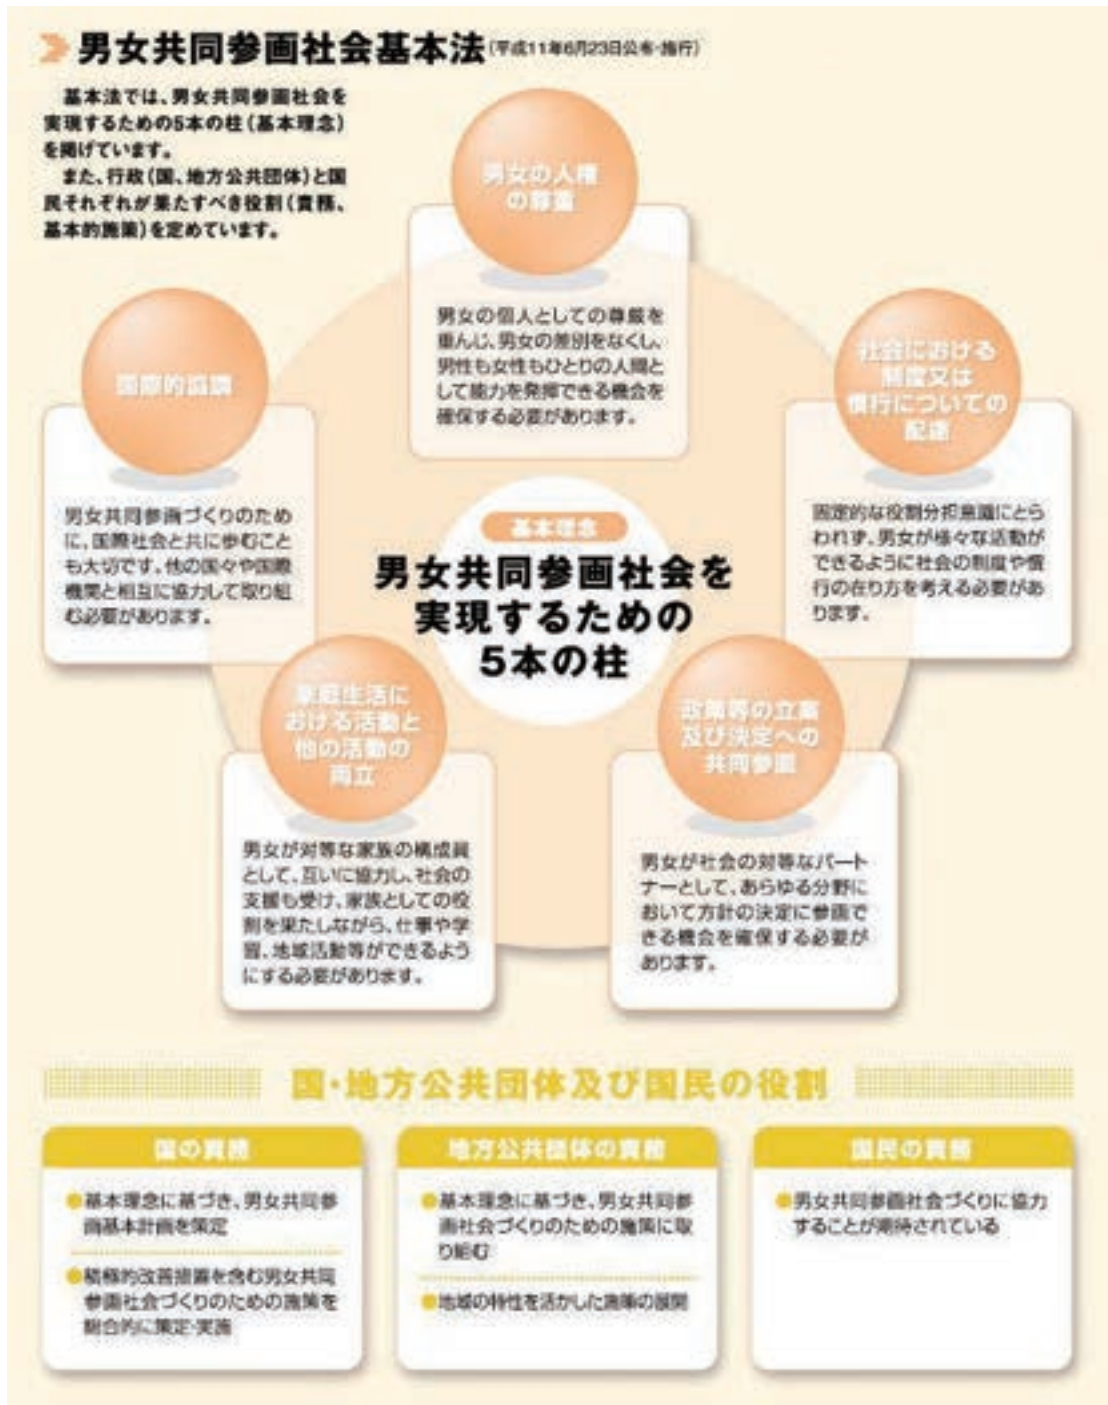 男女共同参画社会基本法(平成11年6月23日公布・施行)
基本法では、男女共同参画社会を
実現するための5本の柱(基本理念)
を掲げています。
また、行政(国、地方公共団体)と国
民それぞれが果たすべき役割(責務、
基本的施策)を定めています。
男女の人権
の尊重
男女の個人としての尊厳を
重んじ、男女の差別をなくし、
男性も女性もひとりの人間と
して能力を発揮できる機会を
確保する必要があります。
社会における
制度又は
慣行についての
配慮
固定的な役割分担意識にとら
われず、男女が様々な活動が
できるように社会の制度や慣
行の在り方を考える必要があ
ります。
政策等の立案
及び決定への
共同参画
男女が社会の対等なパート
ナーとして、あらゆる分野に
おいて方針の決定に参画で
きる機会を確保する必要が
あります。
家庭生活に
おける活動と
他の活動の
両立
男女が対等な家族の構成員
として、互いに協力し、社会の
支援も受け、家族としての役
割を果たしながら、仕事や学
習、地域活動等ができるよう
にする必要があります。
国際的協調
男女共同参画づくりのため
に、国際社会と共に歩むこと
も大切です。他の国々や国際
機関と相互に協力して取り組
む必要があります。
基本理念
男女共同参画社会を
実現するための
5本の柱
国・地方公共団体及び国民の役割
国の責務
●基本理念に基づき、男女共同参
画基本計画を策定
●積極的改善措置を含む男女共同
参画社会づくりのための施策を
総合的に策定・実施
地方公共団体の責務
●基本理念に基づき、男女共同参
画社会づくりのための施策に取
り組む
●地域の特性を活かした施策の展開
国民の責務
●男女共同参画社会づくりに協力
することが期待されている